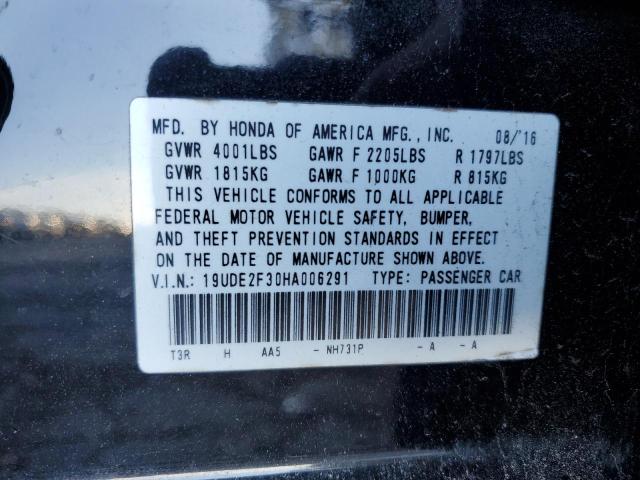 MFD. BY HONDA OF AMERICA MFG., INC. 08/'16
GVWR 4001LBS GAWR F 2205LBS R 1797LBS
GVWR 1815KG GAWR F 1000KG R 815KG
THIS VEHICLE CONFORMS TO ALL APPLICABLE
FEDERAL MOTOR VEHICLE SAFETY, BUMPER,
AND THEFT PREVENTION STANDARDS IN EFFECT
ON THE DATE OF MANUFACTURE SHOWN ABOVE.
V.I.N.: 19UDE2F30HA006291 TYPE: PASSENGER CAR
T3R H AA5 - NH731P - A - A